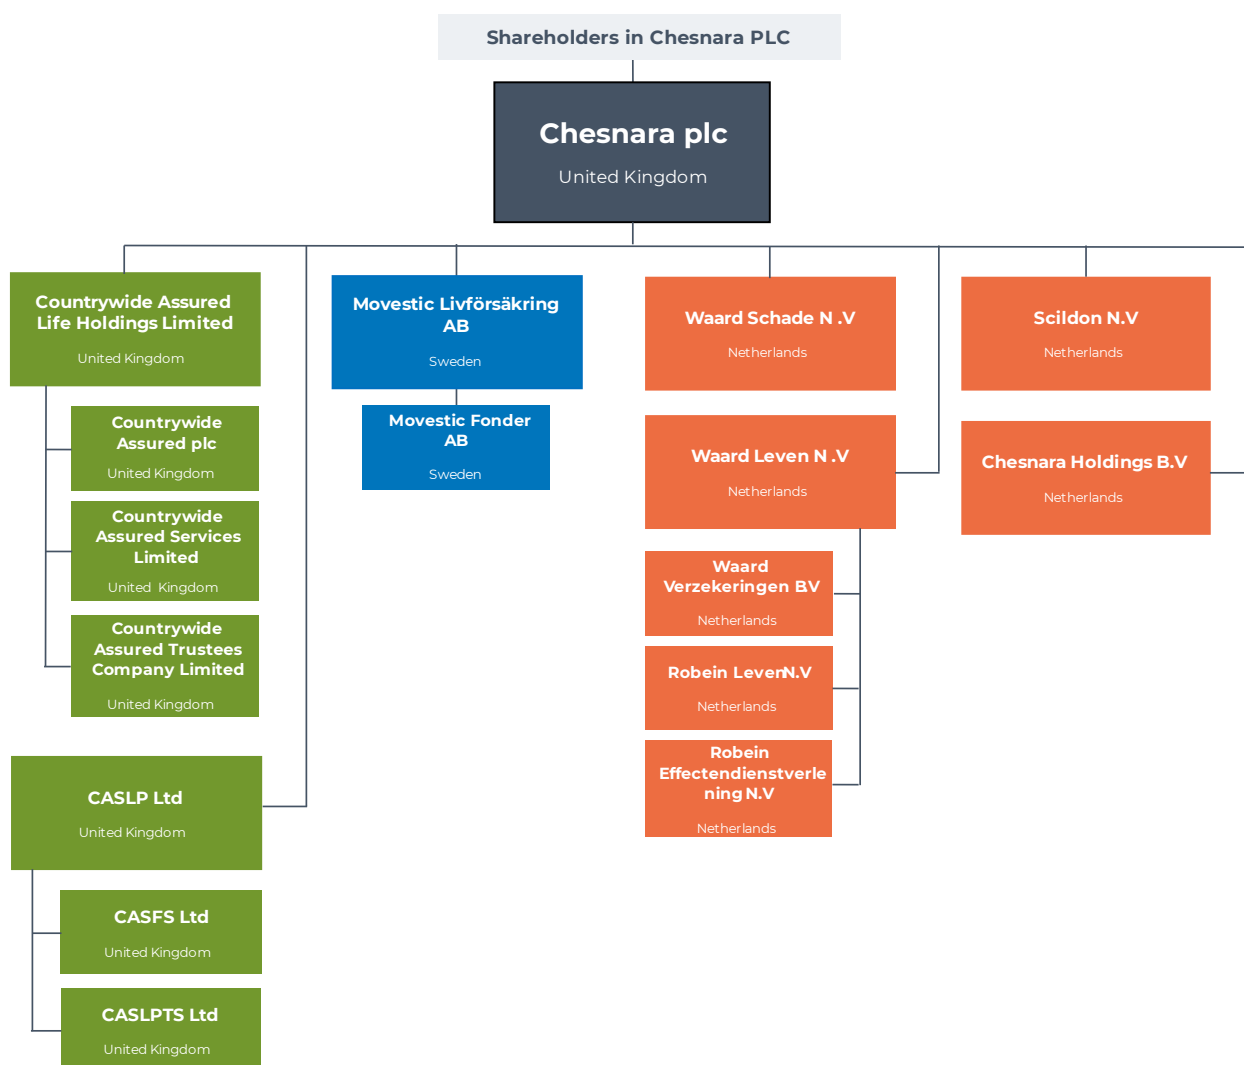 Shareholders in Chesnara PLC
Chesnara plc
United Kingdom
Countrywide Assured
Life Holdings Limited
United Kingdom
Countrywide
Assured plc
United Kingdom
Countrywide
Assured Services
Limited
United Kingdom
Countrywide
Assured Trustees
Company Limited
United Kingdom
CASLP Ltd
United Kingdom
CASFS Ltd
United Kingdom
CASLPTS Ltd
United Kingdom
Movestic Livförsäkring
AB
Sweden
Movestic Fonder
AB
Sweden
Waard Schade N .V
Netherlands
Waard Leven N .V
Netherlands
Waard
Verzekeringen B.V
Netherlands
Robein Leven N.V
Netherlands
Robein
Effectendienstverle
ning N.V
Netherlands
Scildon N.V
Netherlands
Chesnara Holdings B.V
Netherlands